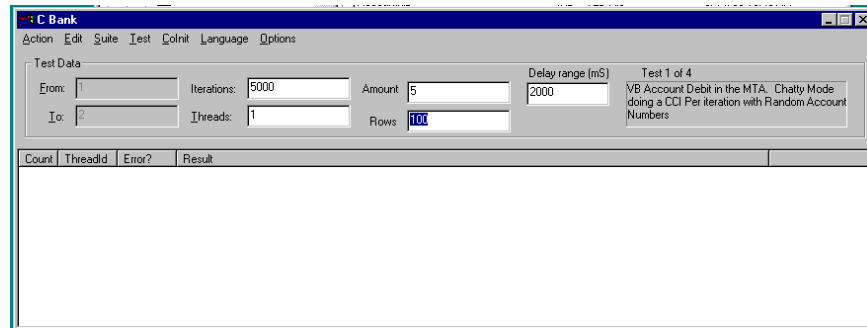 C Bank
Action Edit Suite Test CoInit Language Options
Test Data
From: 1
To: 2
Iterations: 5000
Threads: 1
Amount 5
Rows 100
Delay range (mS)
2000
Test 1 of 4
VB Account Debit in the MTA. Chatty Mode
doing a CCI Per iteration with Random Account
Numbers
Count ThreadId Error? Result